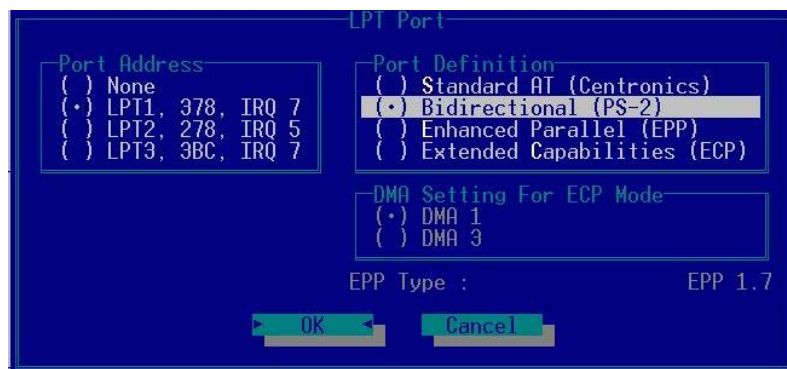 LPT Port
Port Address
( ) None
(•) LPT1, 378, IRQ 7
( ) LPT2, 278, IRQ 5
( ) LPT3, 3BC, IRQ 7
Port Definition
( ) Standard AT (Centronics)
(•) Bidirectional (PS-2)
( ) Enhanced Parallel (EPP)
( ) Extended Capabilities (ECP)
DMA Setting For ECP Mode
(•) DMA 1
( ) DMA 3
EPP Type : EPP 1.7
► OK ◄ Cancel